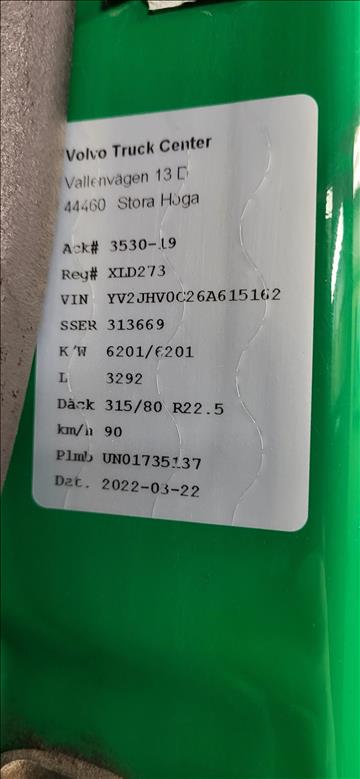 Volvo Truck Center
Vallenvägen 13 D
44460 Stora Höga
Ack# 3530-19
Reg# XLD273
VIN YV2JHV0C26A615162
SSER 313669
K/W 6201/6201
L 3292
Däck 315/80 R22.5
km/h 90
Plmb UN01735137
Dat. 2022-03-22